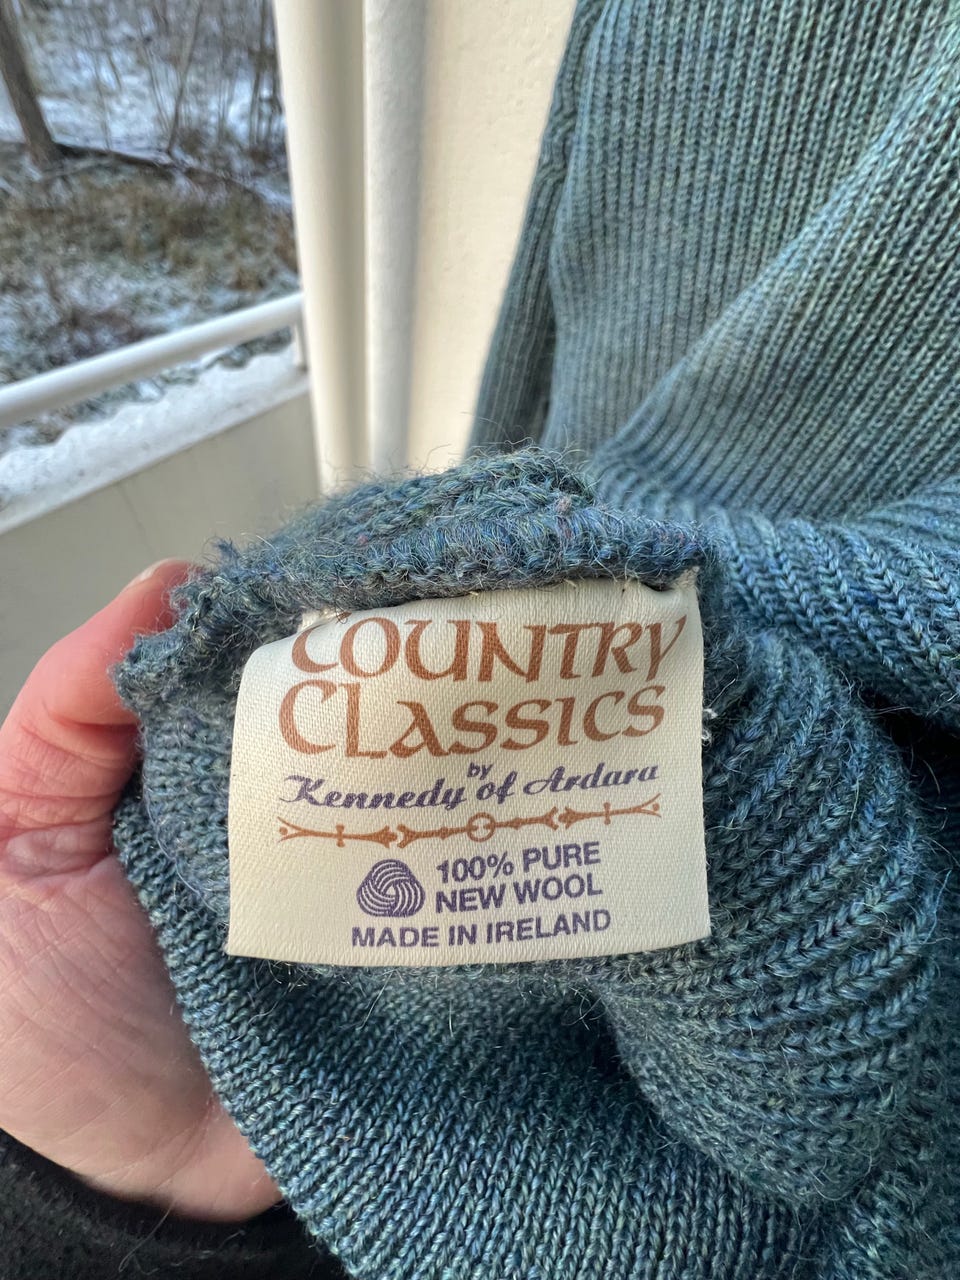 COUNTRY
CLASSICS
by
Kennedy of Ardara
100% PURE
NEW WOOL
MADE IN IRELAND